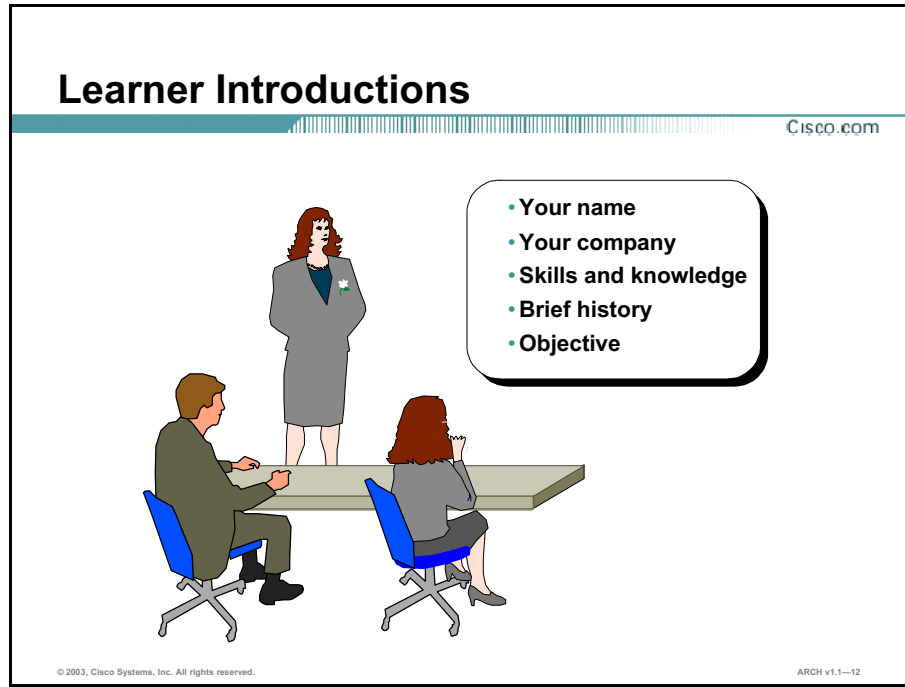 Learner Introductions
Cisco.com
• Your name
• Your company
• Skills and knowledge
• Brief history
• Objective
© 2003, Cisco Systems, Inc. All rights reserved.
ARCH v1.1—12